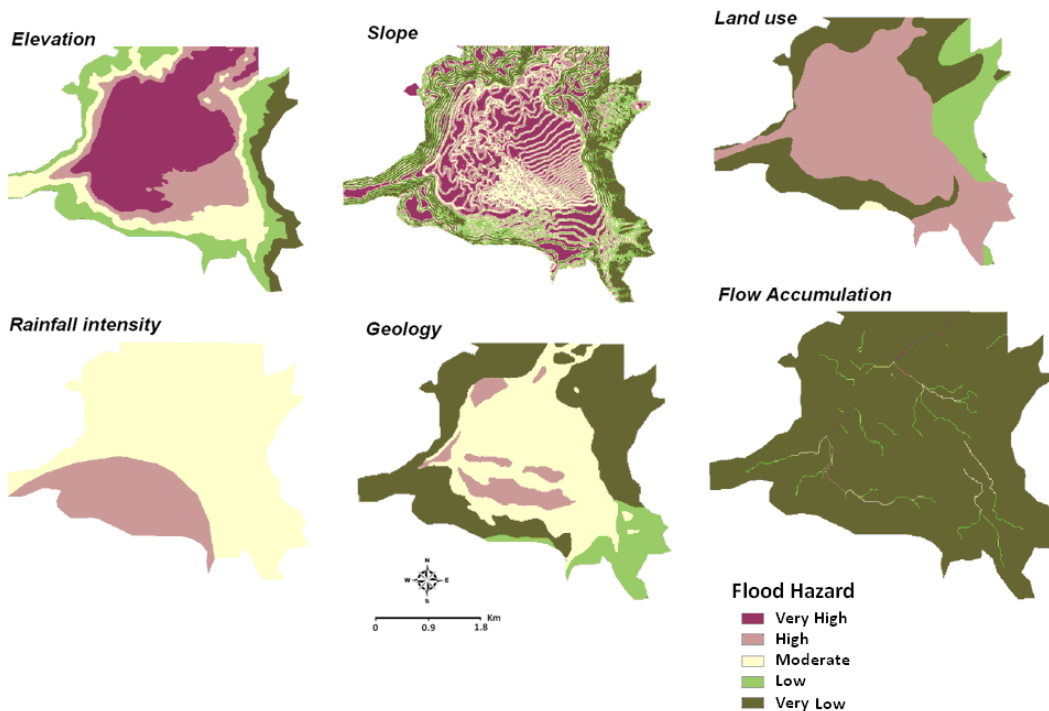 Elevation
Slope
Land use
Rainfall intensity
Geology
Flow Accumulation
N
W E
S
Km
0 0.9 1.8
Flood Hazard
Very High
High
Moderate
Low
Very Low